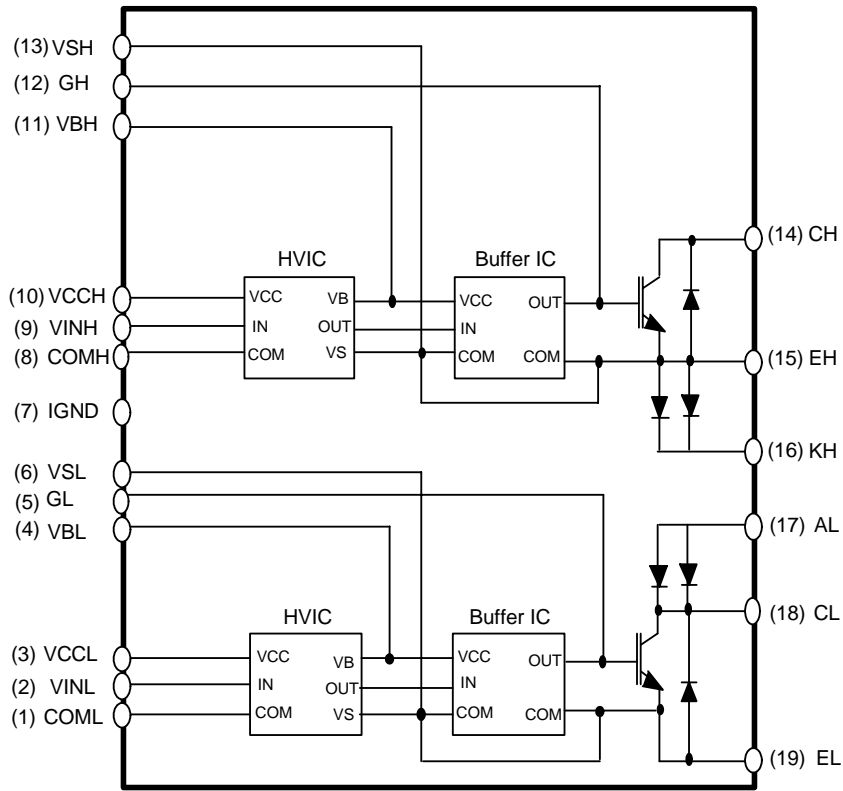 (13) VSH
(12) GH
(11) VBH
(14) CH
HVIC
Buffer IC
(10) VCCH
VCC
VB
VCC
OUT
(9) VINH
IN
OUT
IN
(8) COMH
COM
VS
COM
COM
(15) EH
(7) IGND
(16) KH
(6) VSL
(5) GL
(4) VBL
(17) AL
(18) CL
HVIC
Buffer IC
(3) VCCL
VCC
VB
VCC
OUT
(2) VINL
IN
OUT
IN
(1) COML
COM
VS
COM
COM
(19) EL